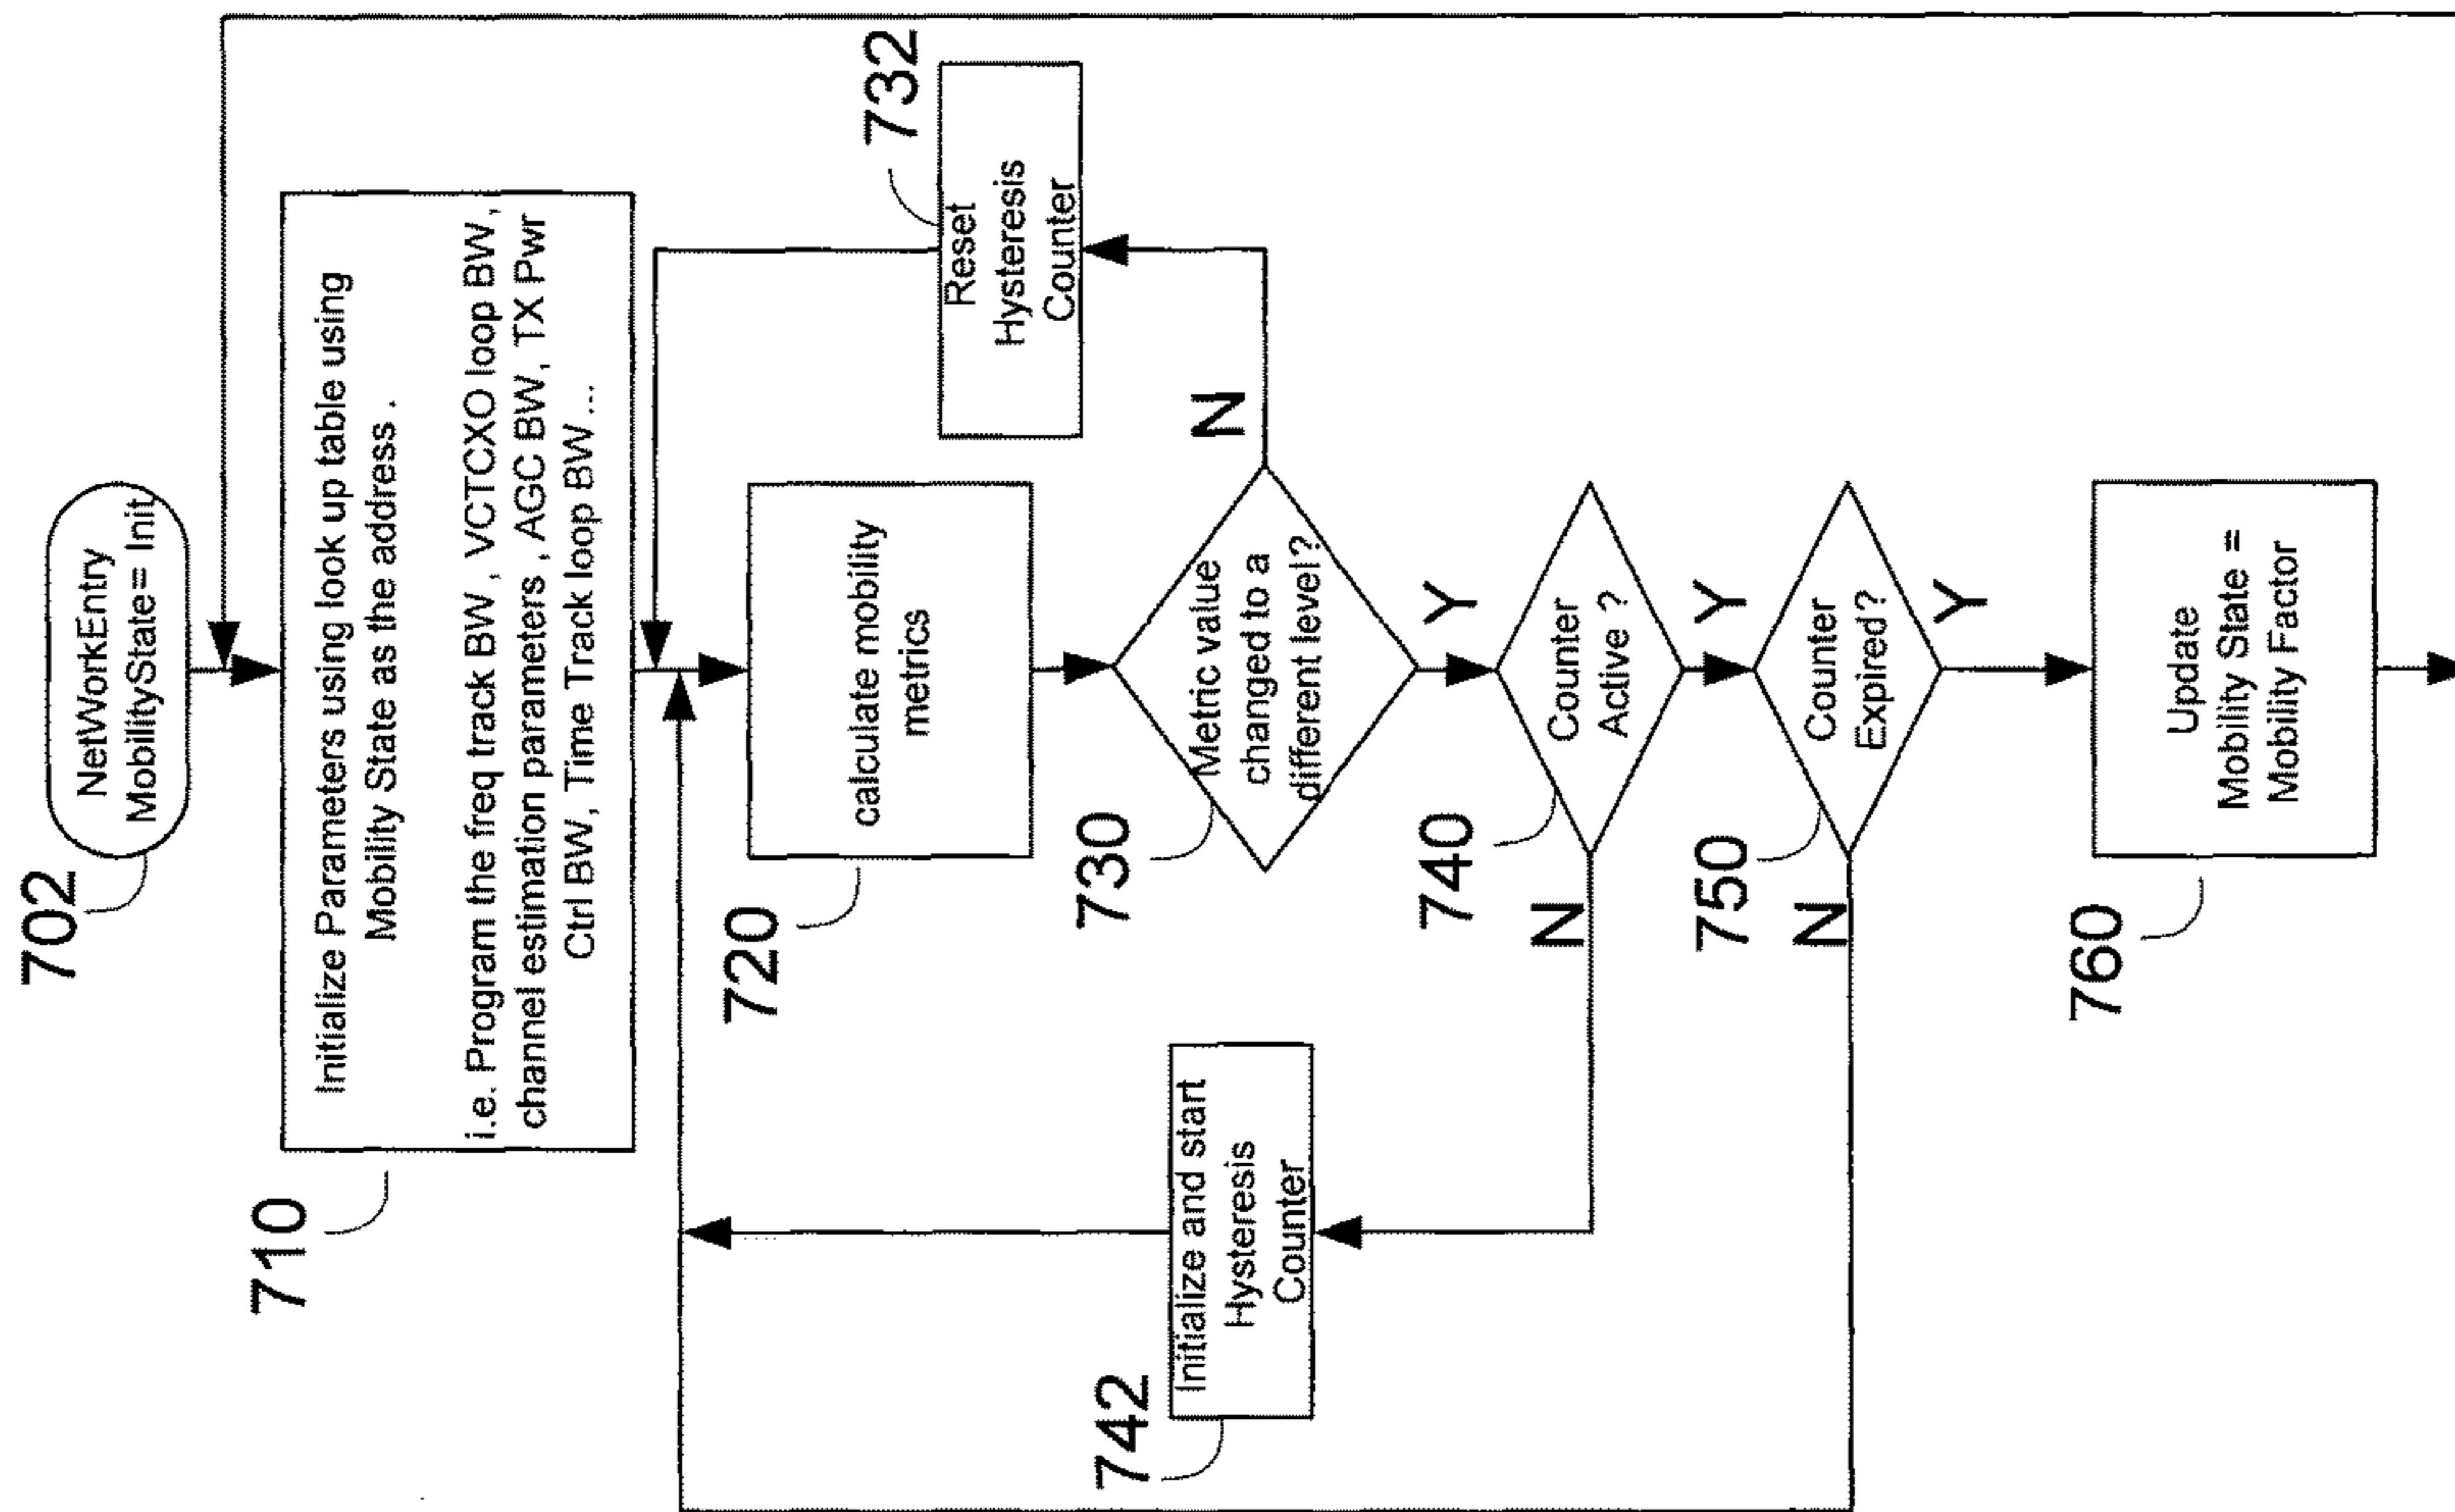 702
NetWorkEntry
MobilityState= Init
710
Initialize Parameters using look up table using
Mobility State as the address .
i.e. Program the freq track BW , VCTCXO loop BW,
channel estimation parameters , AGC BW, TX Pwr
Ctrl BW, Time Track loop BW ...
720
calculate mobility
metrics
732
Reset
Hysteresis
Counter
730
Metric value
changed to a
different level ?
N
Y
742
Initialize and start
Hysteresis
Counter
740
Counter
Active ?
N
Y
750
Counter
Expired?
N
Y
760
Update
Mobility State =
Mobility Factor